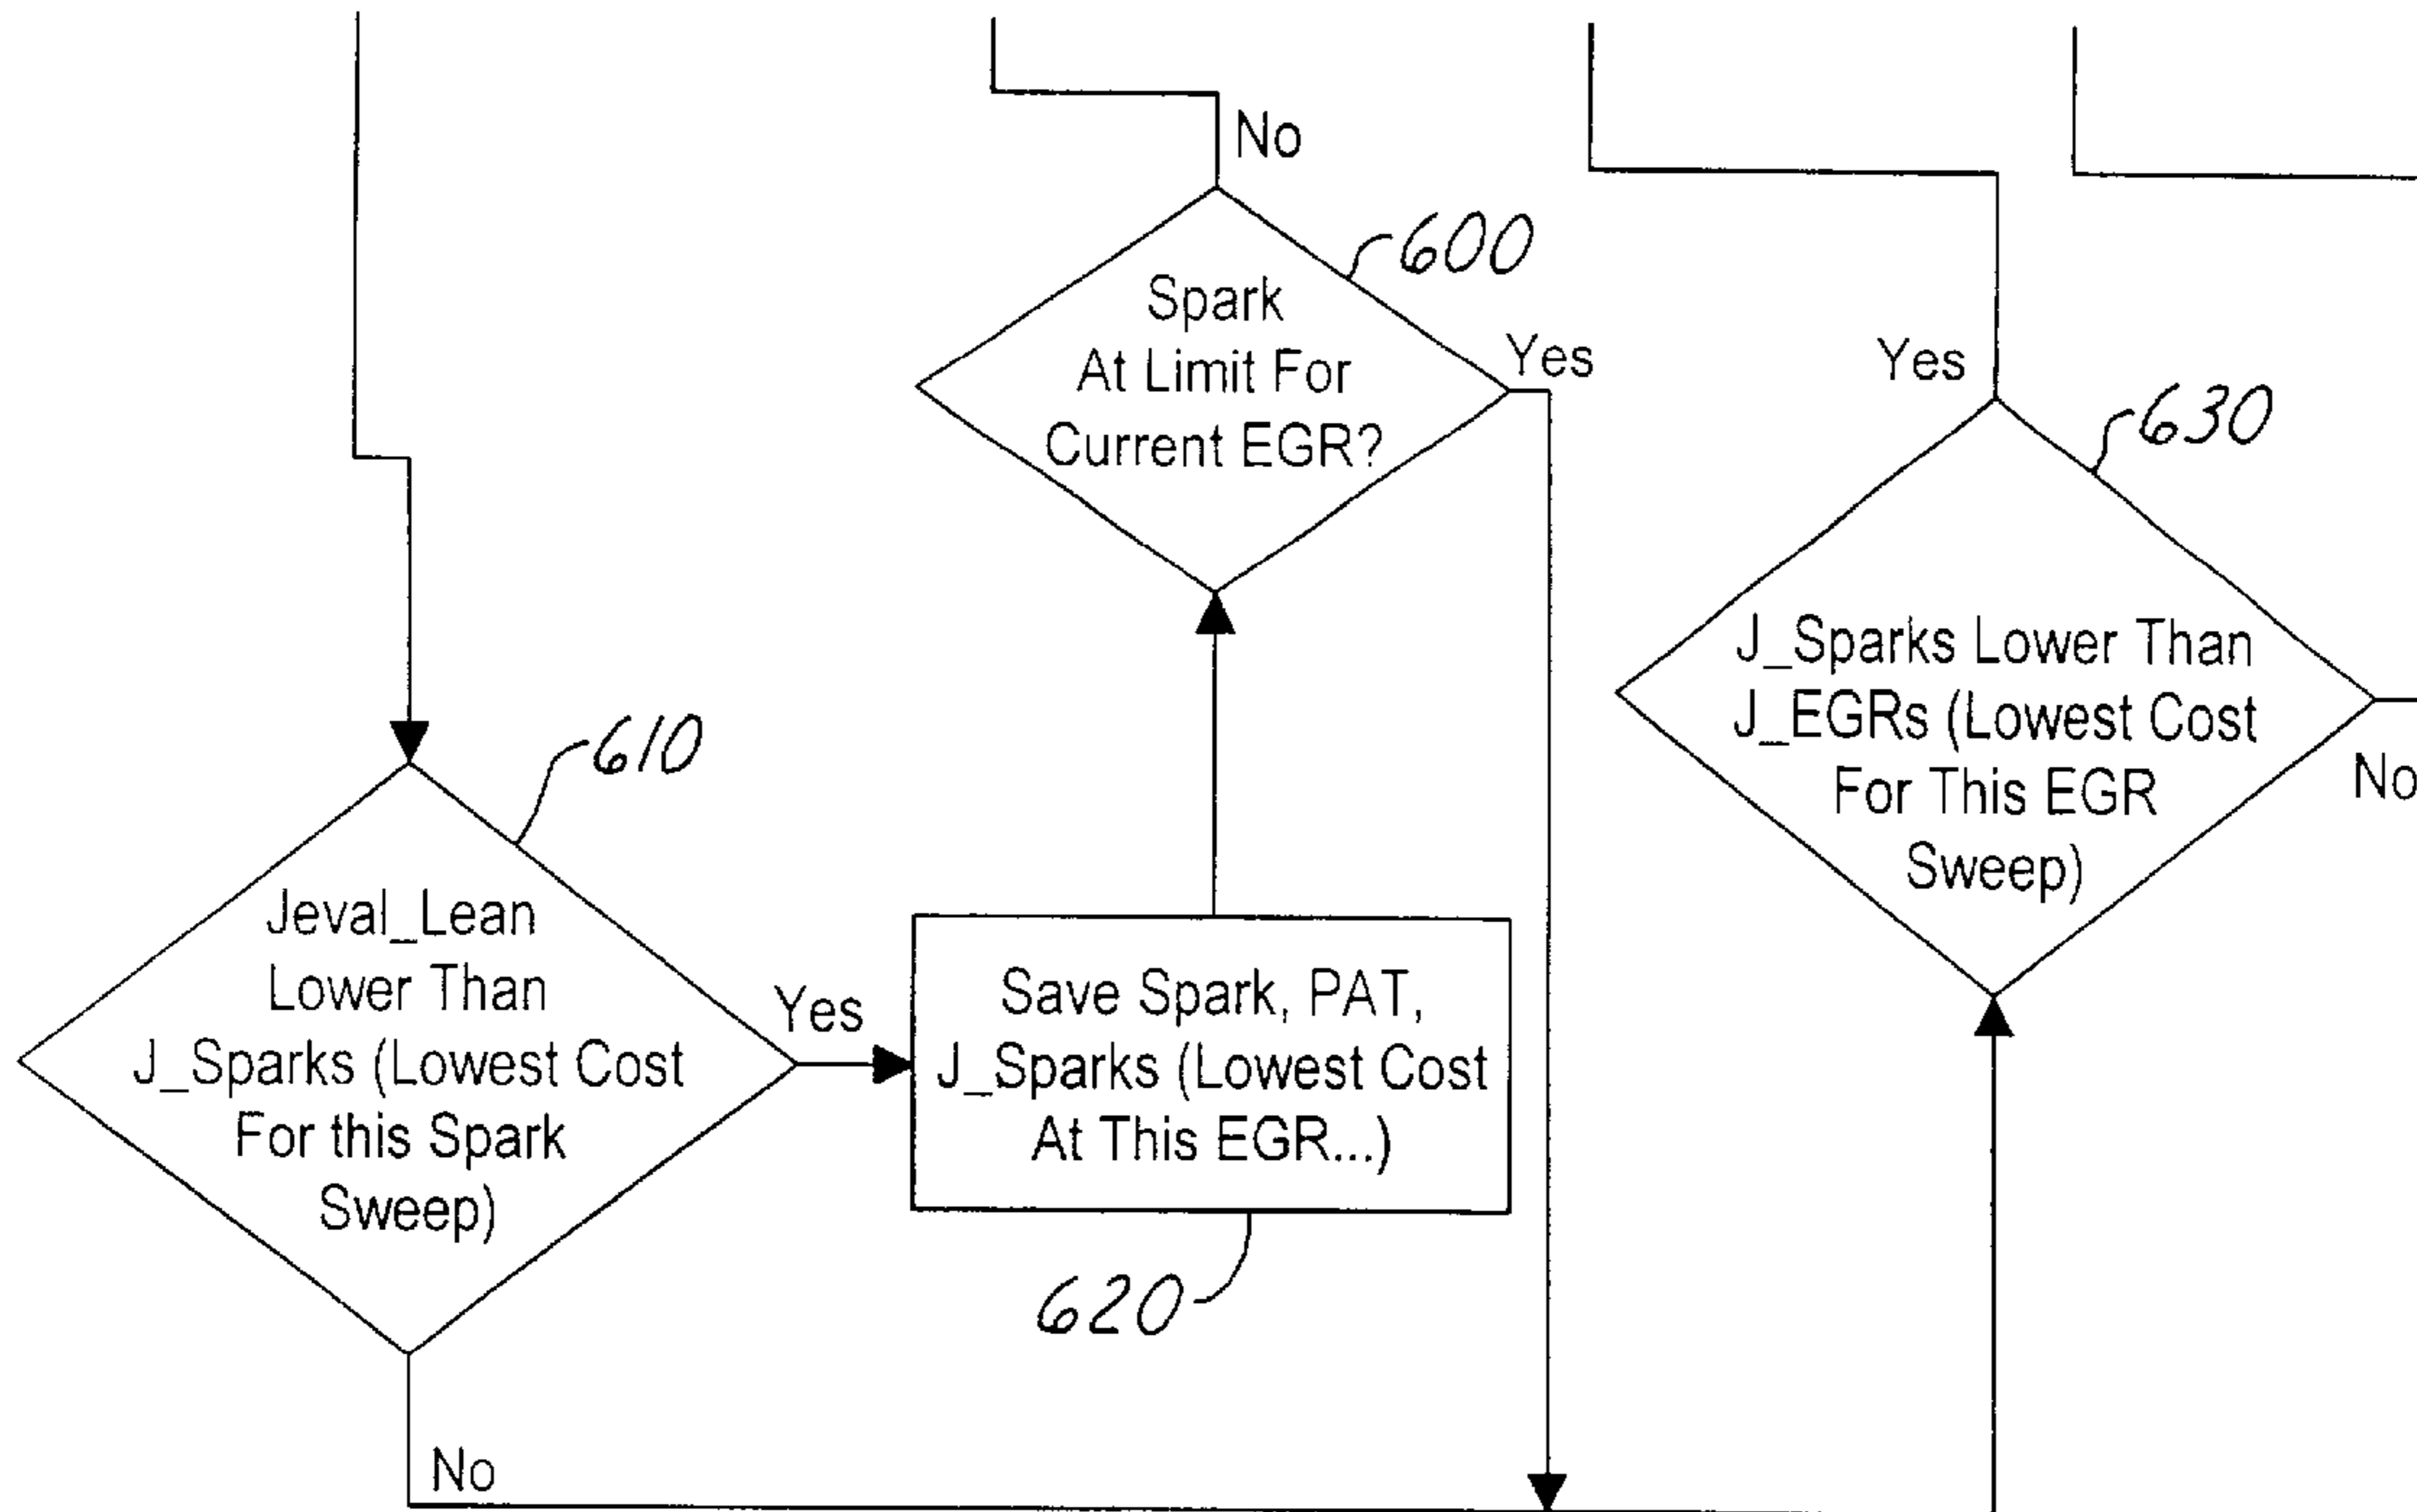 No
600
Spark
At Limit For
Current EGR?
Yes
Yes
630
J_Sparks Lower Than
J_EGRs (Lowest Cost
For This EGR
Sweep)
No
610
Jeval_Lean
Lower Than
J_Sparks (Lowest Cost
For this Spark
Sweep)
Yes
Save Spark, PAT,
J_Sparks (Lowest Cost
At This EGR...)
620
No